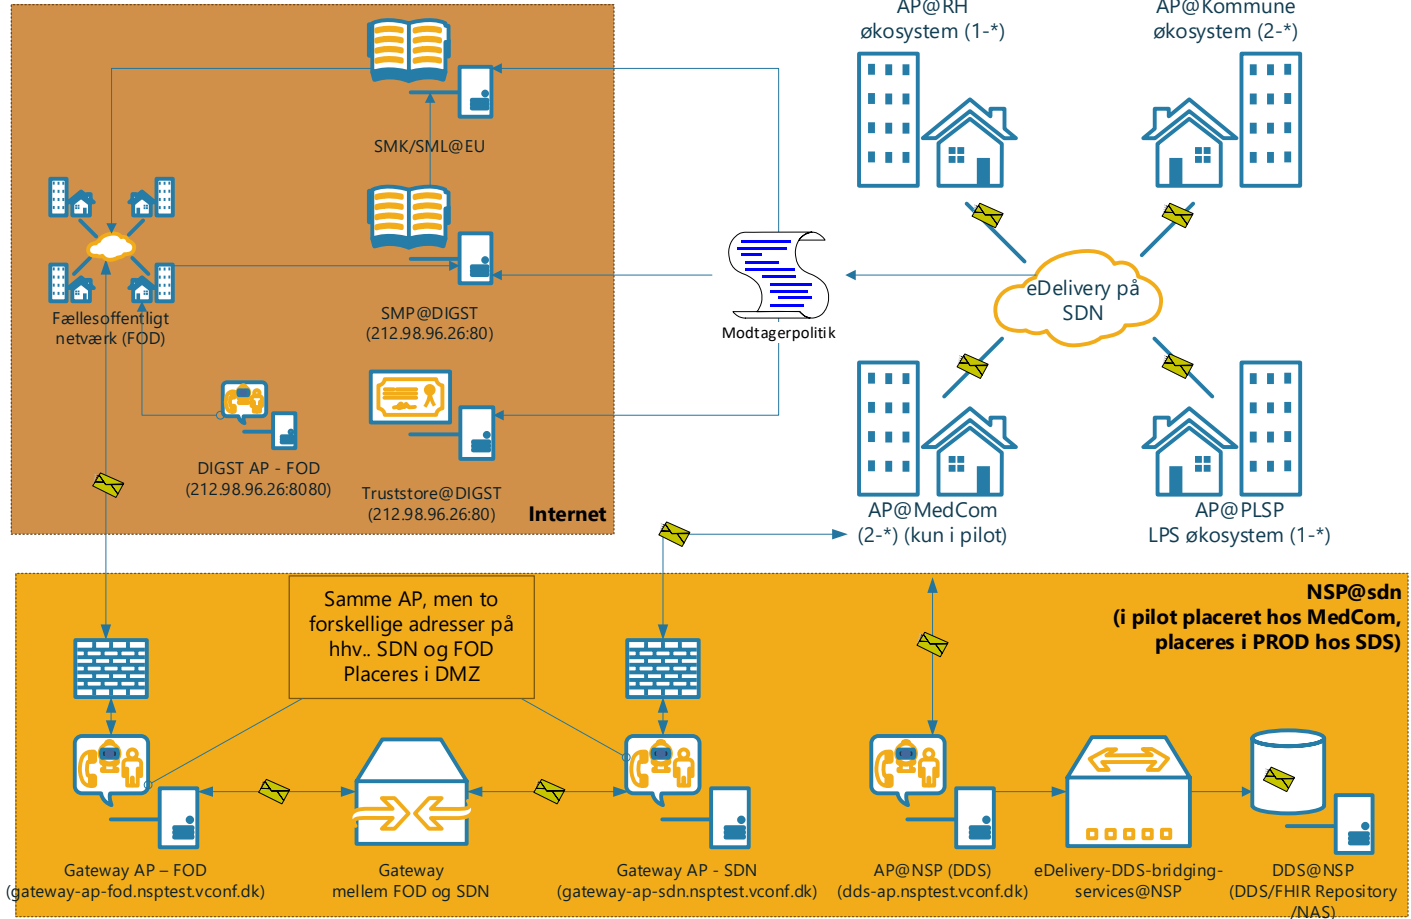 AP@RH
økosystem (1-*)
AP@Kommune
økosystem (2-*)
SMK/SML@EU
Fællesoffentligt
netværk (FOD)
SMP@DIGST
(212.98.96.26:80)
Modtagerpolitik
eDelivery på
SDN
DIGST AP - FOD
(212.98.96.26:8080)
Truststore@DIGST
(212.98.96.26:80)
Internet
AP@MedCom
(2-*) (kun i pilot)
AP@PLSP
LPS økosystem (1-*)
Samme AP, men to
forskellige adresser på
hhv.. SDN og FOD
Placeres i DMZ
NSP@sdn
(i pilot placeret hos MedCom,
placeres i PROD hos SDS)
Gateway AP – FOD
(gateway-ap-fod.nsptest.vconf.dk)
Gateway
mellem FOD og SDN
Gateway AP - SDN
(gateway-ap-sdn.nsptest.vconf.dk)
AP@NSP (DDS)
(dds-ap.nsptest.vconf.dk)
eDelivery-DDS-bridging-
services@NSP
DDS@NSP
(DDS/FHIR Repository
/NAS)